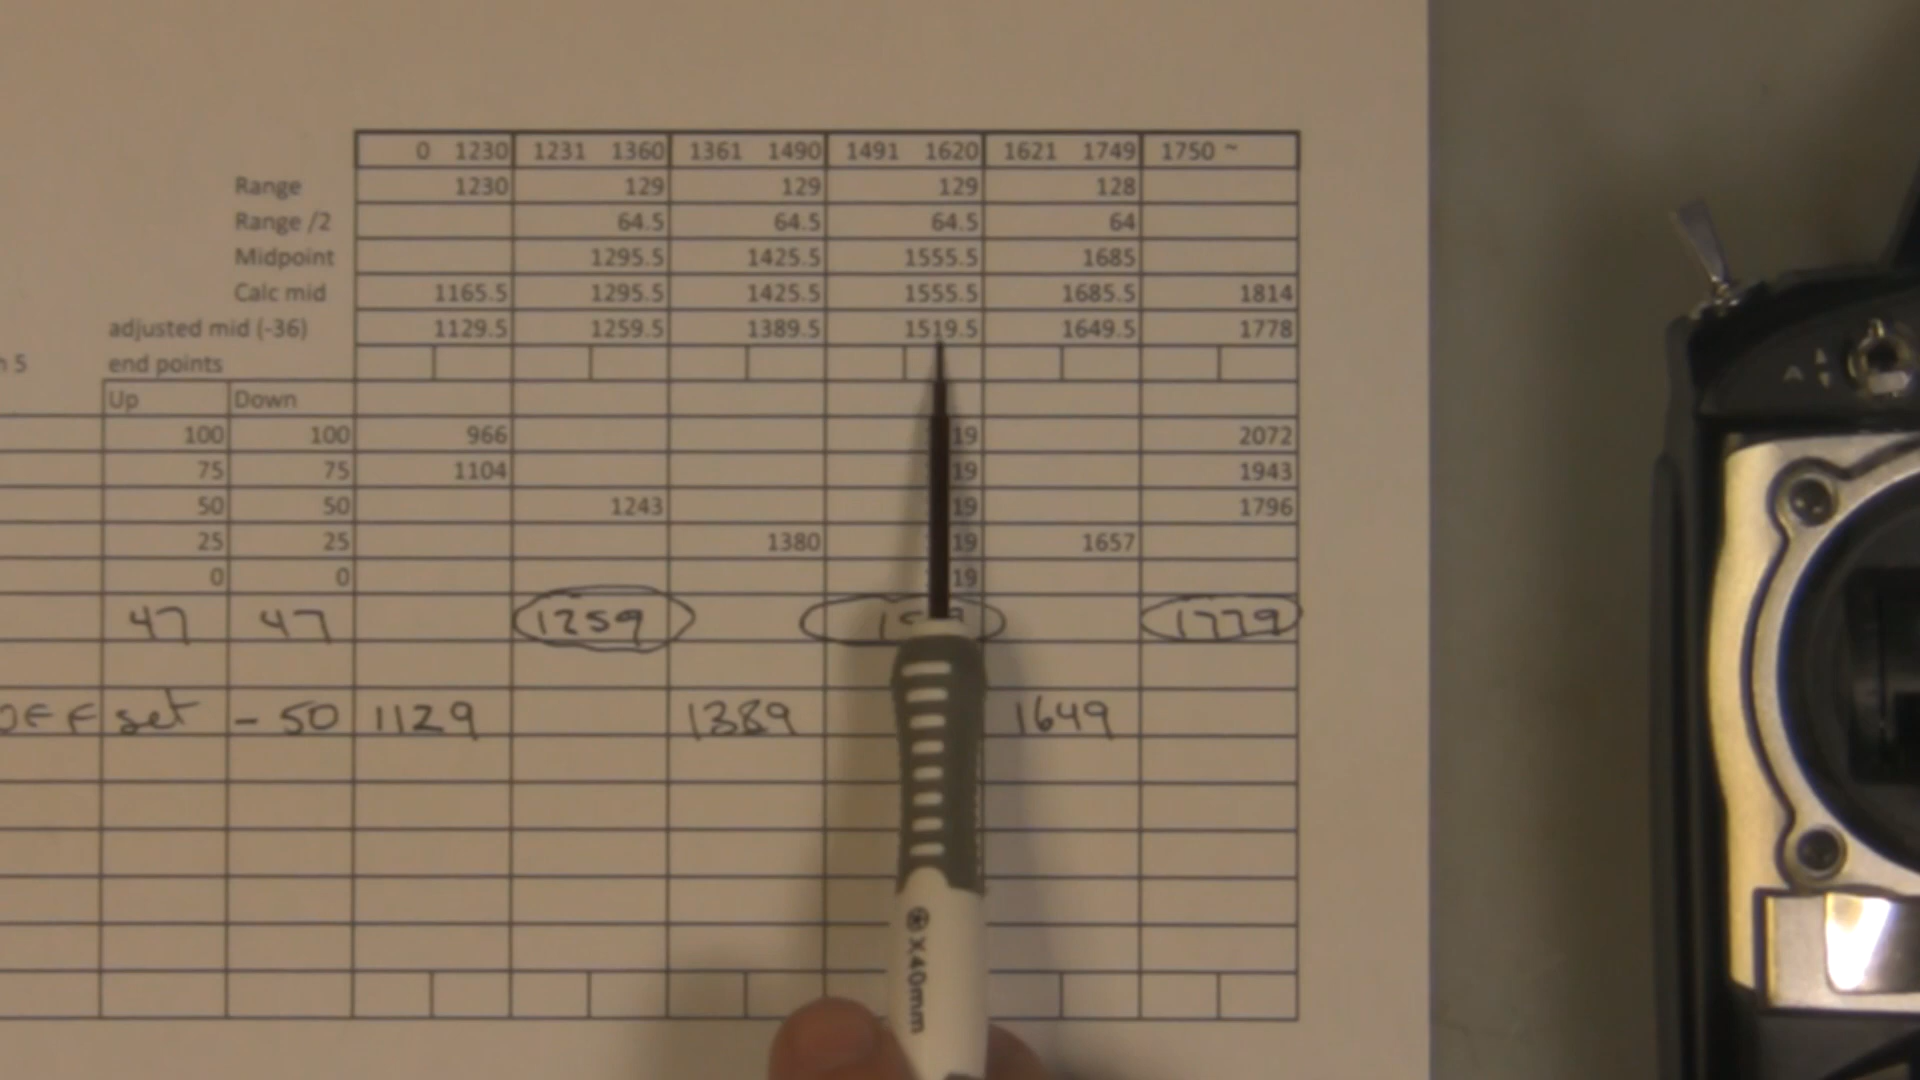 0 1230 1231 1360 1361 1490 1491 1620 1621 1749 1750 ~
Range 1230 129 129 129 128
Range /2 64.5 64.5 64.5 64
Midpoint 1295.5 1425.5 1555.5 1685
Calc mid 1165.5 1295.5 1425.5 1555.5 1685.5 1814
adjusted mid (-36) 1129.5 1259.5 1389.5 1519.5 1649.5 1778
5 end points
Up Down
100 100 966 19 2072
75 75 1104 19 1943
50 50 1243 19 1796
25 25 1380 19 1657
0 0 19
47 47 1259 1779
OFFset -50 1129 1389 1649
X40mm
A